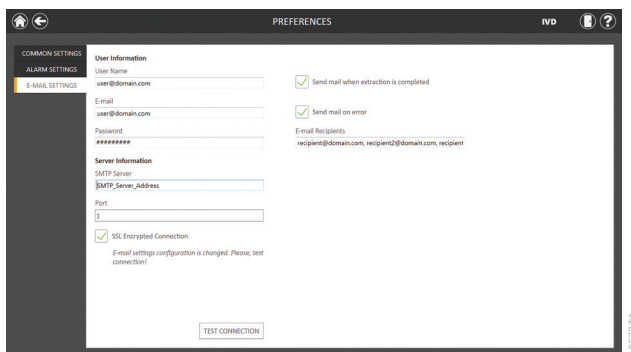 PREFERENCES
IVD
?
COMMON SETTINGS
ALARM SETTINGS
E-MAIL SETTINGS
User Information
User Name
user@domain.com
E-mail
user@domain.com
Password
#########
Server Information
SMTP Server
SMTP_Server_Address
Port
1
SSL Encrypted Connection
E-mail settings configuration is changed. Please, test
connection!
TEST CONNECTION
Send mail when extraction is completed
Send mail on error
E-mail Recipients
recipient@domain.com, recipient2@domain.com, recipient